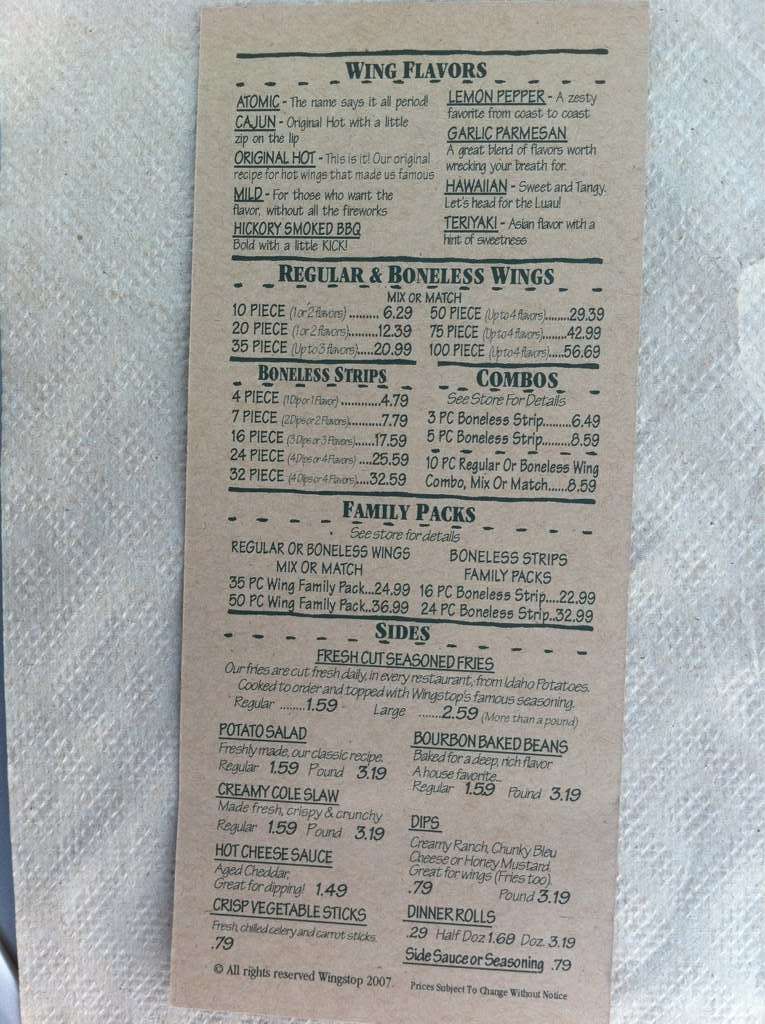 WING FLAVORS
ATOMIC - The name says it all period!
CAJUN - Original Hot with a little
zip on the lip
ORIGINAL HOT - This is it! Our original
recipe for hot wings that made us famous
MILD - For those who want the
flavor, without all the fireworks
HICKORY SMOKED BBQ
Bold with a little KICK!
LEMON PEPPER - A zesty
favorite from coast to coast
GARLIC PARMESAN
A great blend of flavors worth
wrecking your breath for.
HAWAIIAN - Sweet and Tangy.
Let's head for the Luau!
TERIYAKI - Asian flavor with a
hint of sweetness
REGULAR & BONELESS WINGS
MIX OR MATCH
10 PIECE (1 or 2 flavors) ......... 6.29
20 PIECE (1 or 2 flavors).....12.39
35 PIECE (Up to 3 flavors).....20.99
50 PIECE (Up to 4 flavors)........29.39
75 PIECE (Up to 4 flavors)........42.99
100 PIECE (Up to 4 flavors).....56.69
BONELESS STRIPS
4 PIECE (1 Dip or 1 Flavor) ............4.79
7 PIECE (2 Dips or 2 Flavors).........7.79
16 PIECE (3 Dips or 3 Flavors).....17.59
24 PIECE (4 Dips or 4 Flavors) ....25.59
32 PIECE (4 Dips or 4 Flavors)....32.59
COMBOS
See Store For Details
3 PC Boneless Strip.........6.49
5 PC Boneless Strip.........8.59
10 PC Regular Or Boneless Wing
Combo, Mix Or Match......8.59
FAMILY PACKS
See store for details
REGULAR OR BONELESS WINGS
MIX OR MATCH
35 PC Wing Family Pack...24.99
50 PC Wing Family Pack..36.99
BONELESS STRIPS
FAMILY PACKS
16 PC Boneless Strip....22.99
24 PC Boneless Strip..32.99
SIDES
FRESH CUT SEASONED FRIES
Our fries are cut fresh daily, in every restaurant, from Idaho Potatoes.
Cooked to order and topped with Wingstop's famous seasoning.
Regular ........1.59 Large .......2.59 (More than a pound)
POTATO SALAD
Freshly made, our classic recipe.
Regular 1.59 Pound 3.19
CREAMY COLE SLAW
Made fresh, crispy & crunchy
Regular 1.59 Pound 3.19
HOT CHEESE SAUCE
Aged Cheddar,
Great for dipping! 1.49
CRISP VEGETABLE STICKS
Fresh, chilled celery and carrot sticks.
.79
BOURBON BAKED BEANS
Baked for a deep, rich flavor
A house favorite...
Regular 1.59 Pound 3.19
DIPS
Creamy Ranch, Chunky Bleu
Cheese or Honey Mustard.
Great for wings (Fries too).
.79 Pound 3.19
DINNER ROLLS
.29 Half Doz 1.69 Doz. 3.19
Side Sauce or Seasoning .79
© All rights reserved Wingstop 2007.
Prices Subject To Change Without Notice